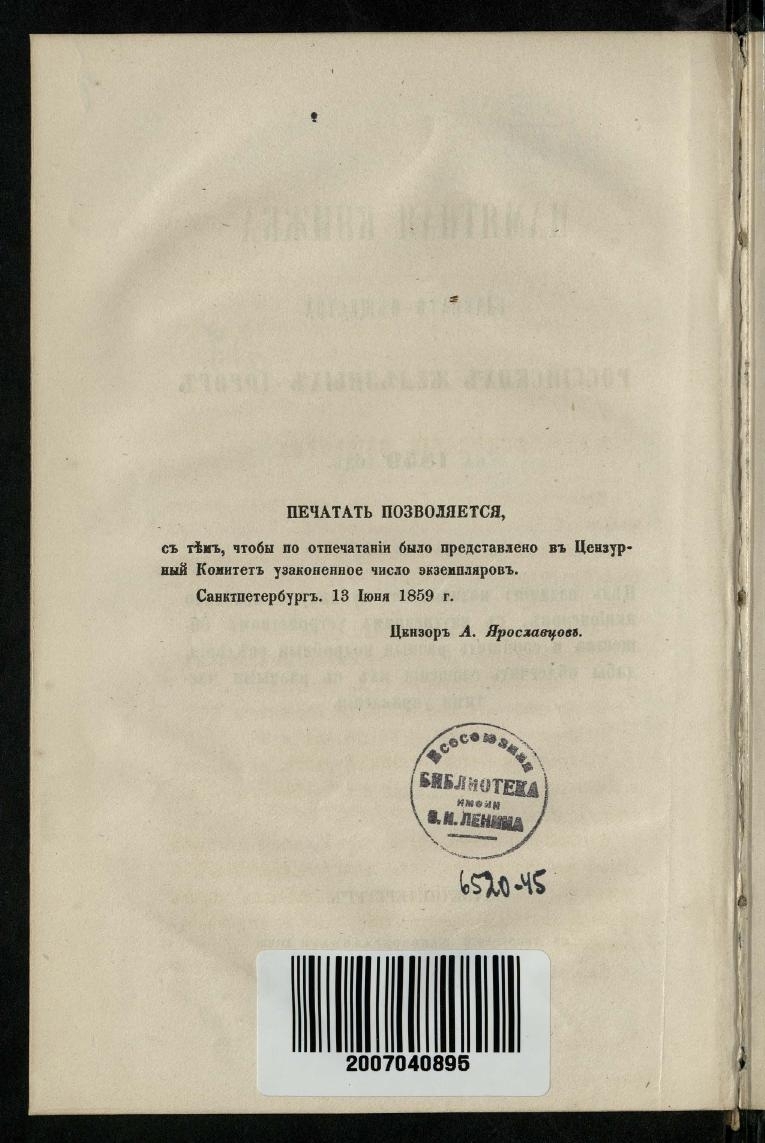 ПЕЧАТАТЬ ПОЗВОЛЯЕТСЯ,
съ тѣмъ, чтобы по отпечатаніи было представлено въ Цензур-
ный Комитетъ узаконенное число экземпляровъ.
Санктпетербургъ. 13 Іюня 1859 г.
Цензоръ А. Ярославцовъ.
Всесоюзная
БИБЛИОТЕКА
имени
В. И. ЛЕНИНА
6520-45
2007040895